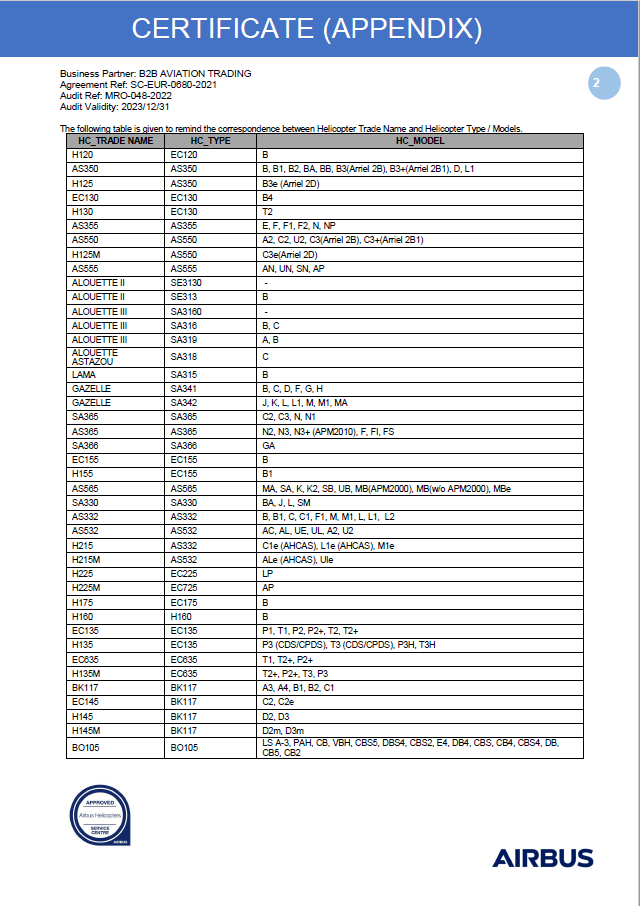 CERTIFICATE (APPENDIX)
2
Business Partner: B2B AVIATION TRADING
Agreement Ref: SC-EUR-0680-2021
Audit Ref: MRO-048-2022
Audit Validity: 2023/12/31
The following table is given to remind the correspondence between Helicopter Trade Name and Helicopter Type / Models.
HC_TRADE NAME HC_TYPE HC_MODEL
H120 EC120 B
AS350 AS350 B, B1, B2, BA, BB, B3(Arriel 2B), B3+(Arriel 2B1), D, L1
H125 AS350 B3e (Arriel 2D)
EC130 EC130 B4
H130 EC130 T2
AS355 AS355 E, F, F1, F2, N, NP
AS550 AS550 A2, C2, U2, C3(Arriel 2B), C3+(Arriel 2B1)
H125M AS550 C3e(Arriel 2D)
AS555 AS555 AN, UN, SN, AP
ALOUETTE II SE3130 -
ALOUETTE II SE313 B
ALOUETTE III SA3160 -
ALOUETTE III SA316 B, C
ALOUETTE III SA319 A, B
ALOUETTE
ASTAZOU SA318 C
LAMA SA315 B
GAZELLE SA341 B, C, D, F, G, H
GAZELLE SA342 J, K, L, L1, M, M1, MA
SA365 SA365 C2, C3, N, N1
AS365 AS365 N2, N3, N3+ (APM2010), F, FI, FS
SA366 SA366 GA
EC155 EC155 B
H155 EC155 B1
AS565 AS565 MA, SA, K, K2, SB, UB, MB(APM2000), MB(w/o APM2000), MBe
SA330 SA330 BA, J, L, SM
AS332 AS332 B, B1, C, C1, F1, M, M1, L, L1, L2
AS532 AS532 AC, AL, UE, UL, A2, U2
H215 AS332 C1e (AHCAS), L1e (AHCAS), M1e
H215M AS532 ALe (AHCAS), Ule
H225 EC225 LP
H225M EC725 AP
H175 EC175 B
H160 H160 B
EC135 EC135 P1, T1, P2, P2+, T2, T2+
H135 EC135 P3 (CDS/CPDS), T3 (CDS/CPDS), P3H, T3H
EC635 EC635 T1, T2+, P2+
H135M EC635 T2+, P2+, T3, P3
BK117 BK117 A3, A4, B1, B2, C1
EC145 BK117 C2, C2e
H145 BK117 D2, D3
H145M BK117 D2m, D3m
BO105 BO105 LS A-3, PAH, CB, VBH, CBS5, DBS4, CBS2, E4, DB4, CBS, CB4, CBS4, DB,
CB5, CB2
APPROVED
Airbus Helicopters
SERVICE
CENTRE
AIRBUS
AIRBUS